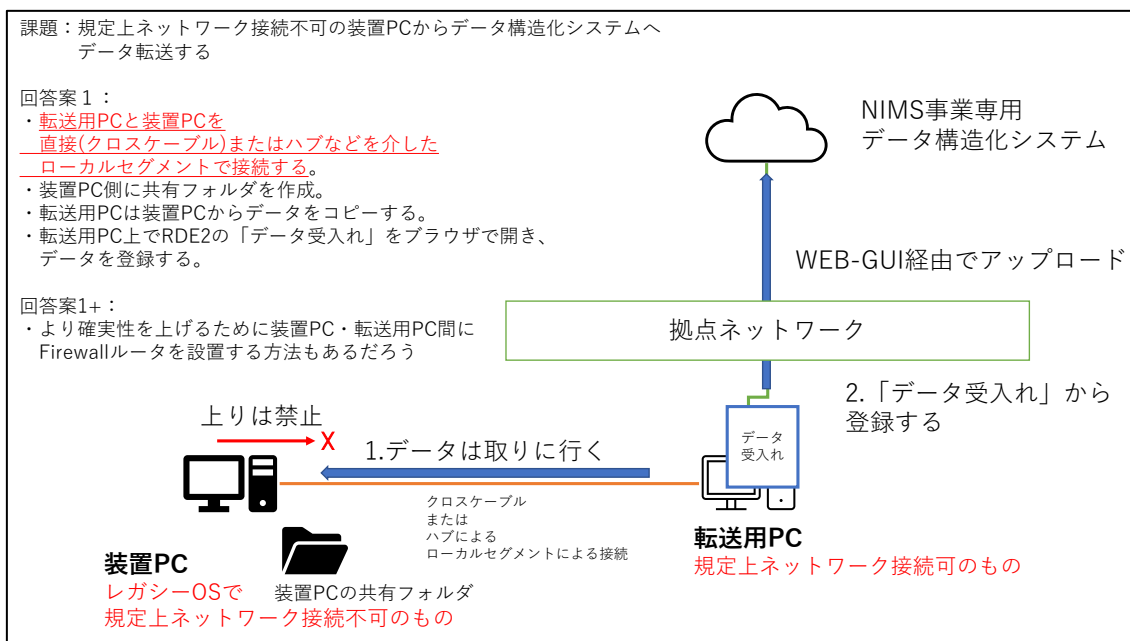 課題：規定上ネットワーク接続不可の装置PCからデータ構造化システムへ
データ転送する
回答案１：
・転送用PCと装置PCを
直接(クロスケーブル)またはハブなどを介した
ローカルセグメントで接続する。
・装置PC側に共有フォルダを作成。
・転送用PCは装置PCからデータをコピーする。
・転送用PC上でRDE2の「データ受入れ」をブラウザで開き、
データを登録する。
回答案1+：
・より確実性を上げるために装置PC・転送用PC間に
Firewallルータを設置する方法もあるだろう
NIMS事業専用
データ構造化システム
WEB-GUI経由でアップロード
拠点ネットワーク
2.「データ受入れ」から
登録する
上りは禁止
X
1.データは取りに行く
データ
受入れ
クロスケーブル
または
ハブによる
ローカルセグメントによる接続
装置PC
レガシーOSで
規定上ネットワーク接続不可のもの
装置PCの共有フォルダ
転送用PC
規定上ネットワーク接続可のもの